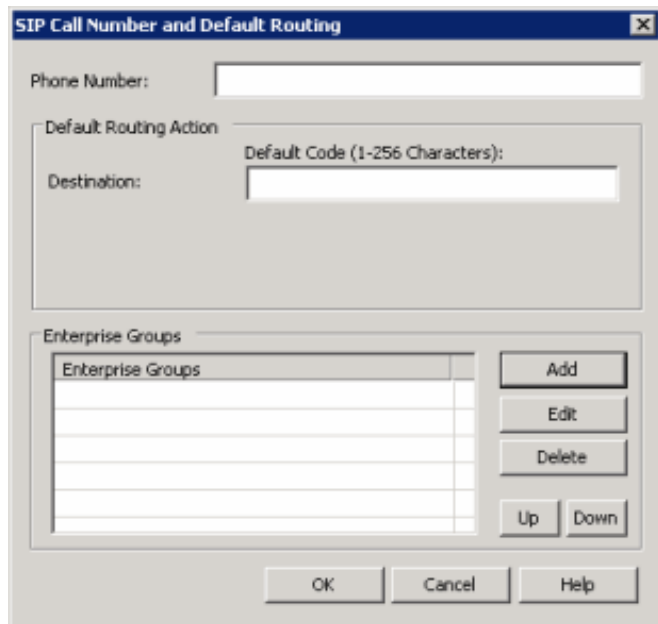 SIP Call Number and Default Routing
Phone Number:
Default Routing Action
Default Code (1-256 Characters):
Destination:
Enterprise Groups
Enterprise Groups
Add
Edit
Delete
Up Down
OK Cancel Help